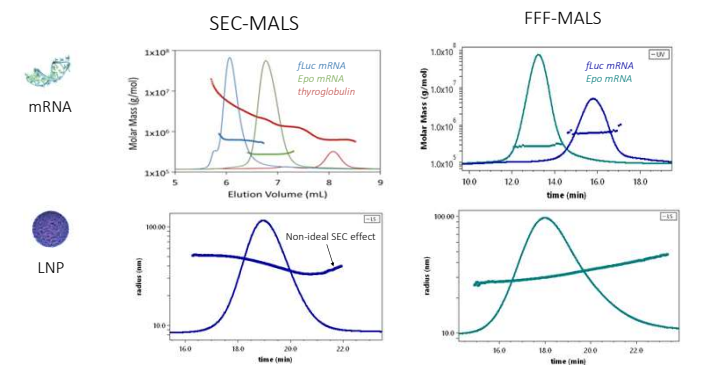 SEC-MALS
FFF-MALS
mRNA
1x10⁸
1x10⁷
1x10⁶
1x10⁵
Molar Mass (g/mol)
fLuc mRNA
Epo mRNA
thyroglobulin
5
6
7
8
9
Elution Volume (mL)
1.0x10⁸
1.0x10⁷
1.0x10⁶
1.0x10⁵
Molar Mass (g/mol)
UV
fLuc mRNA
Epo mRNA
10.0
12.0
14.0
16.0
18.0
time (min)
LNP
100.00
10.0
radius (nm)
LS
Non-ideal SEC effect
16.0
18.0
20.0
22.0
time (min)
100.00
10.0
radius (nm)
LS
16.0
18.0
20.0
22.0
time (min)